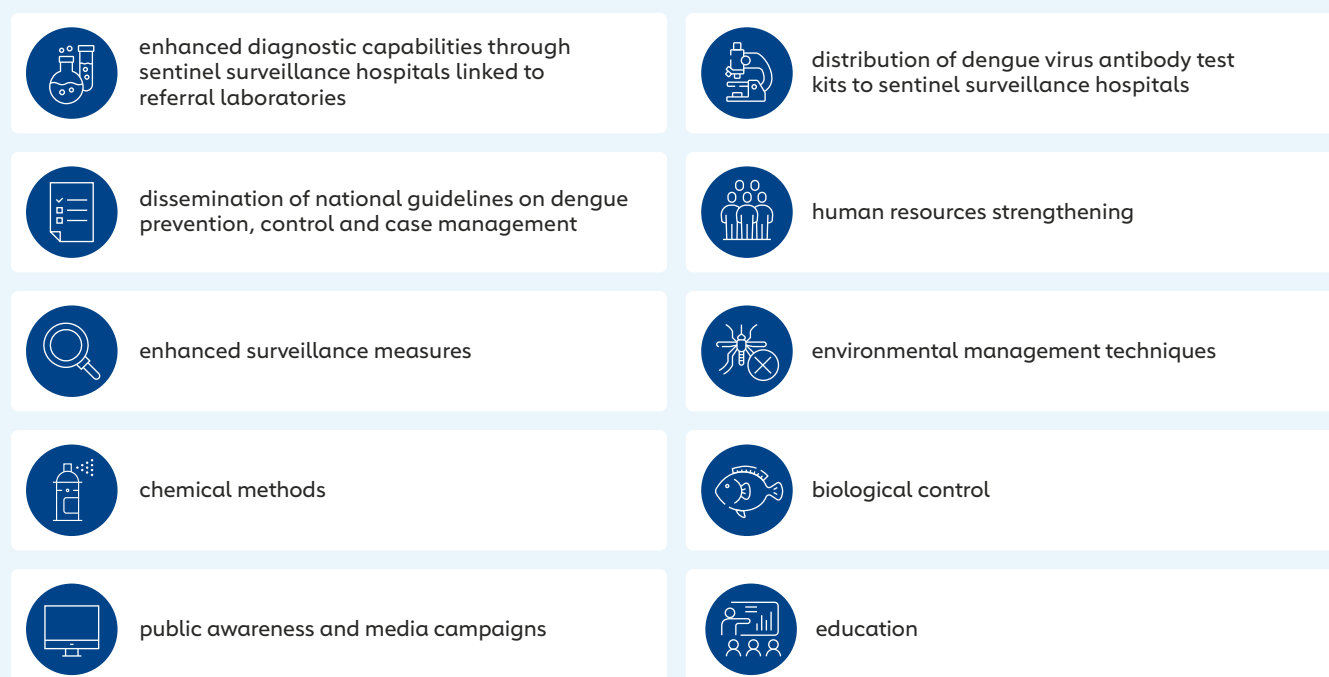 enhanced diagnostic capabilities through
sentinel surveillance hospitals linked to
referral laboratories
distribution of dengue virus antibody test
kits to sentinel surveillance hospitals
dissemination of national guidelines on dengue
prevention, control and case management
human resources strengthening
enhanced surveillance measures
environmental management techniques
chemical methods
biological control
public awareness and media campaigns
education